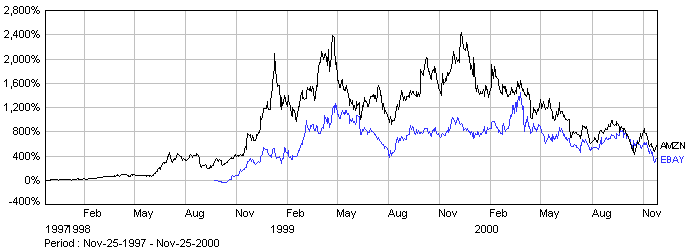 2,800%
2,400%
2,000%
1,600%
1,200%
800%
400%
0%
-400%
AMZN
EBAY
Feb May Aug Nov Feb May Aug Nov Feb May Aug Nov
1997 1998 1999 2000
Period : Nov-25-1997 - Nov-25-2000